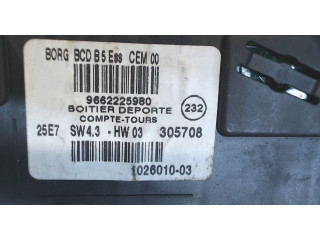 BORG BCD B5 Ess CEM 00
9662225980
BOITIER DEPORTE
COMPTE-TOURS
232
25E7 SW4.3 - HW 03 305708
1026010-03